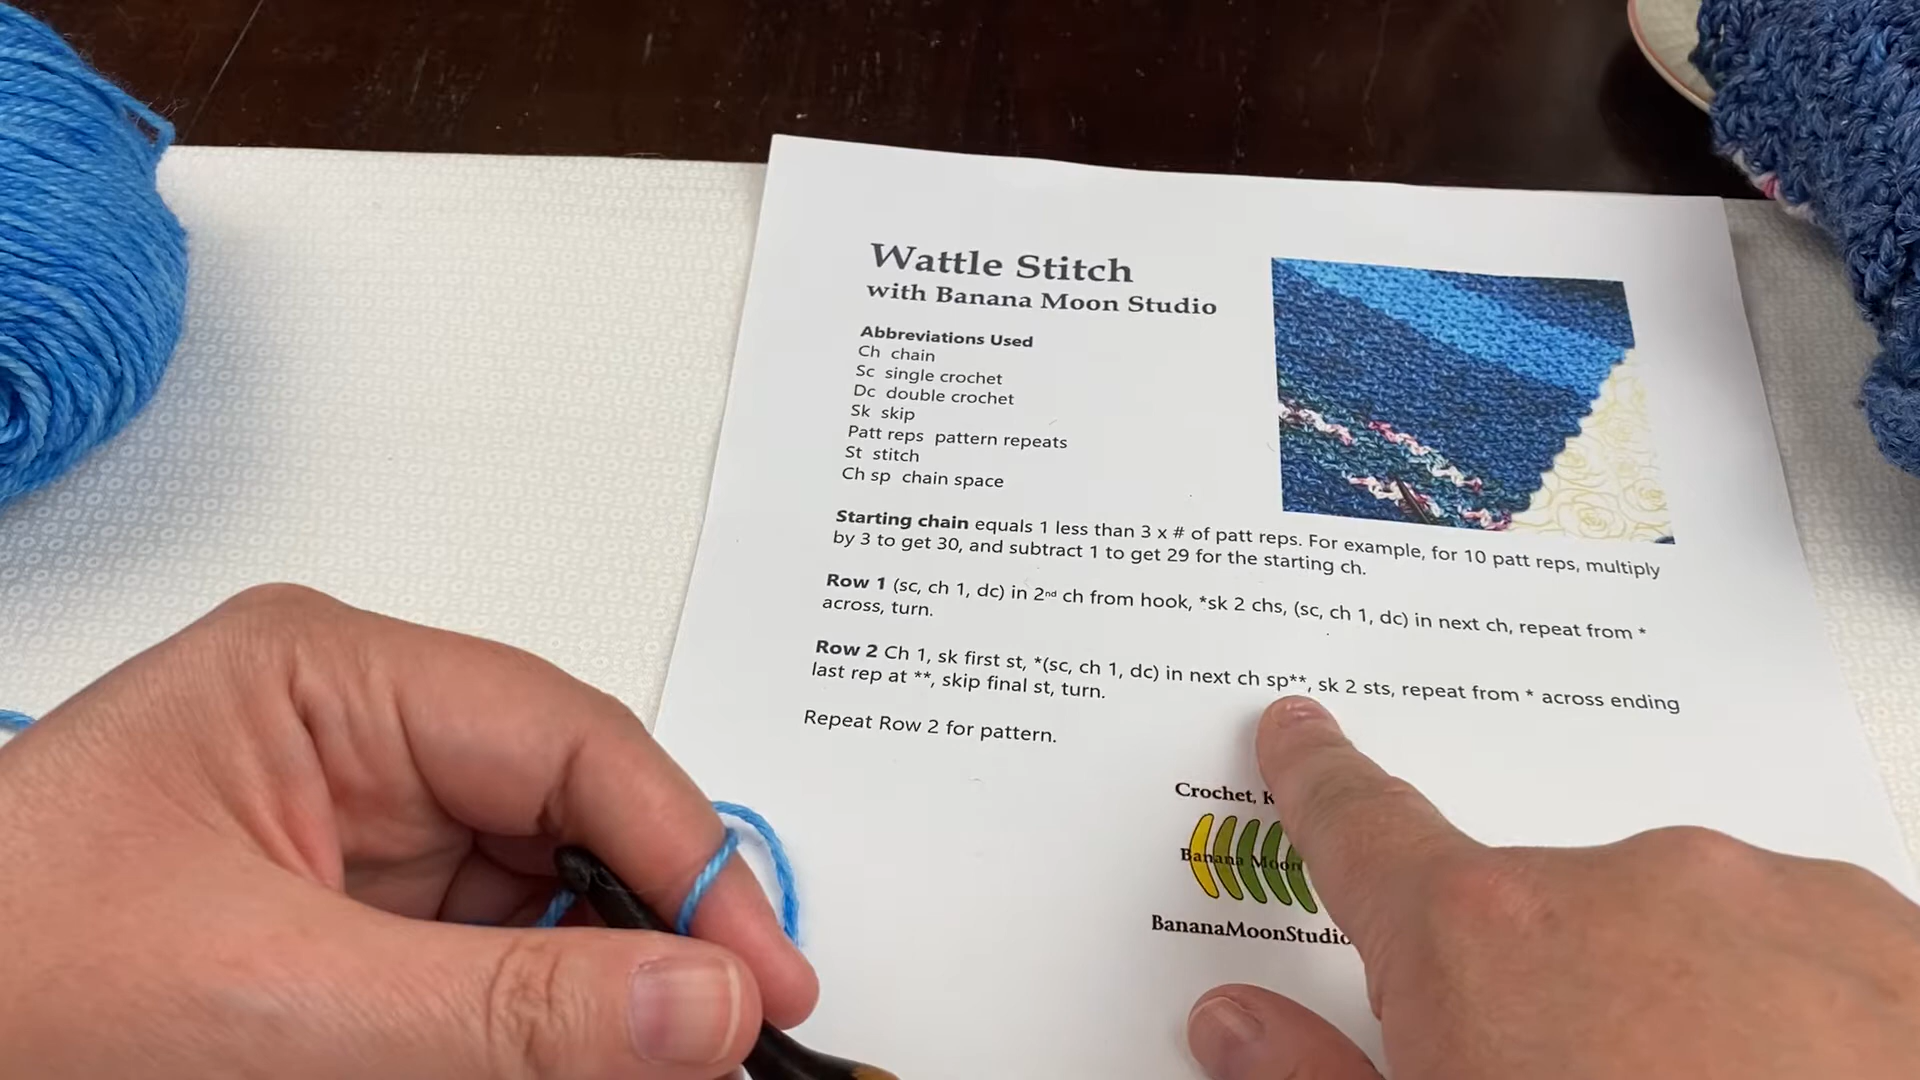 Wattle Stitch
with Banana Moon Studio
Abbreviations Used
Ch chain
Sc single crochet
Dc double crochet
Sk skip
Patt reps pattern repeats
St stitch
Ch sp chain space
Starting chain equals 1 less than 3 x # of patt reps. For example, for 10 patt reps, multiply
by 3 to get 30, and subtract 1 to get 29 for the starting ch.
Row 1 (sc, ch 1, dc) in 2nd ch from hook, *sk 2 chs, (sc, ch 1, dc) in next ch, repeat from *
across, turn.
Row 2 Ch 1, sk first st, *(sc, ch 1, dc) in next ch sp**, sk 2 sts, repeat from * across ending
last rep at **, skip final st, turn.
Repeat Row 2 for pattern.
Crochet,
Banana Moon
BananaMoonStudio